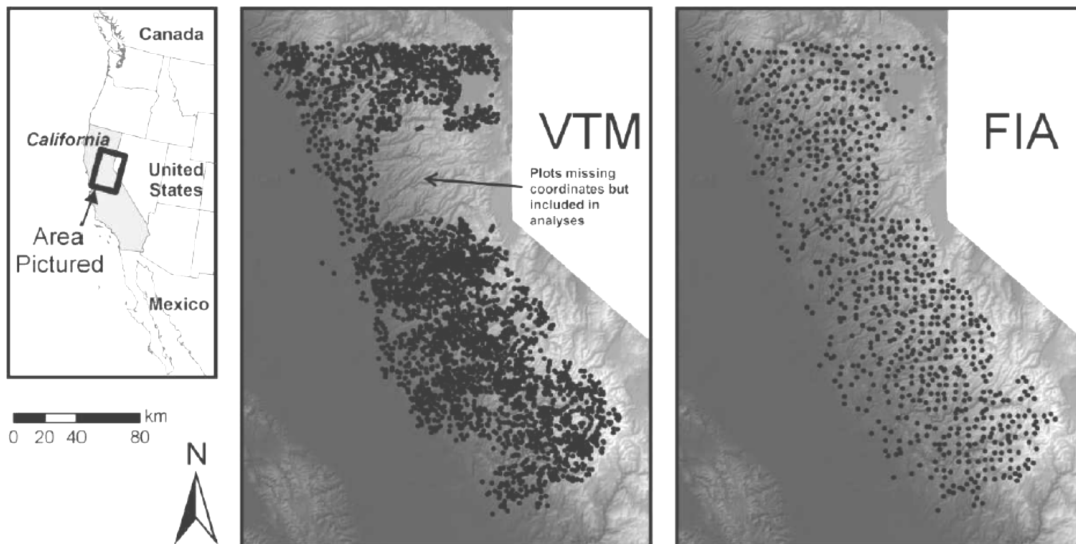 Canada
California
United
States
Area
Pictured
Mexico
km
0 20 40 80
N
VTM
Plots missing
coordinates but
included in
analyses
FIA